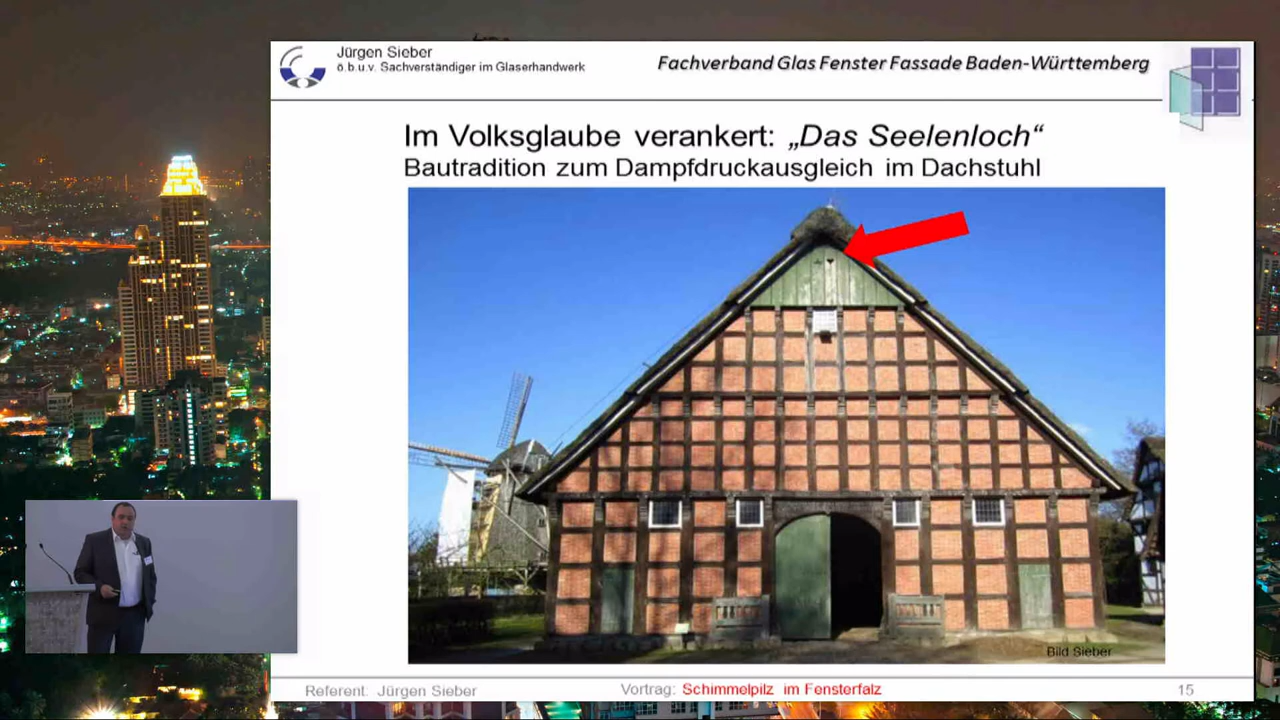 Jürgen Sieber
ö.b.u.v. Sachverständiger im Glaserhandwerk
Fachverband Glas Fenster Fassade Baden-Württemberg
Im Volksglaube verankert: „Das Seelenloch“
Bautradition zum Dampfdruckausgleich im Dachstuhl
Bild Sieber
Referent: Jürgen Sieber
Vortrag: Schimmelpilz im Fensterfalz
15